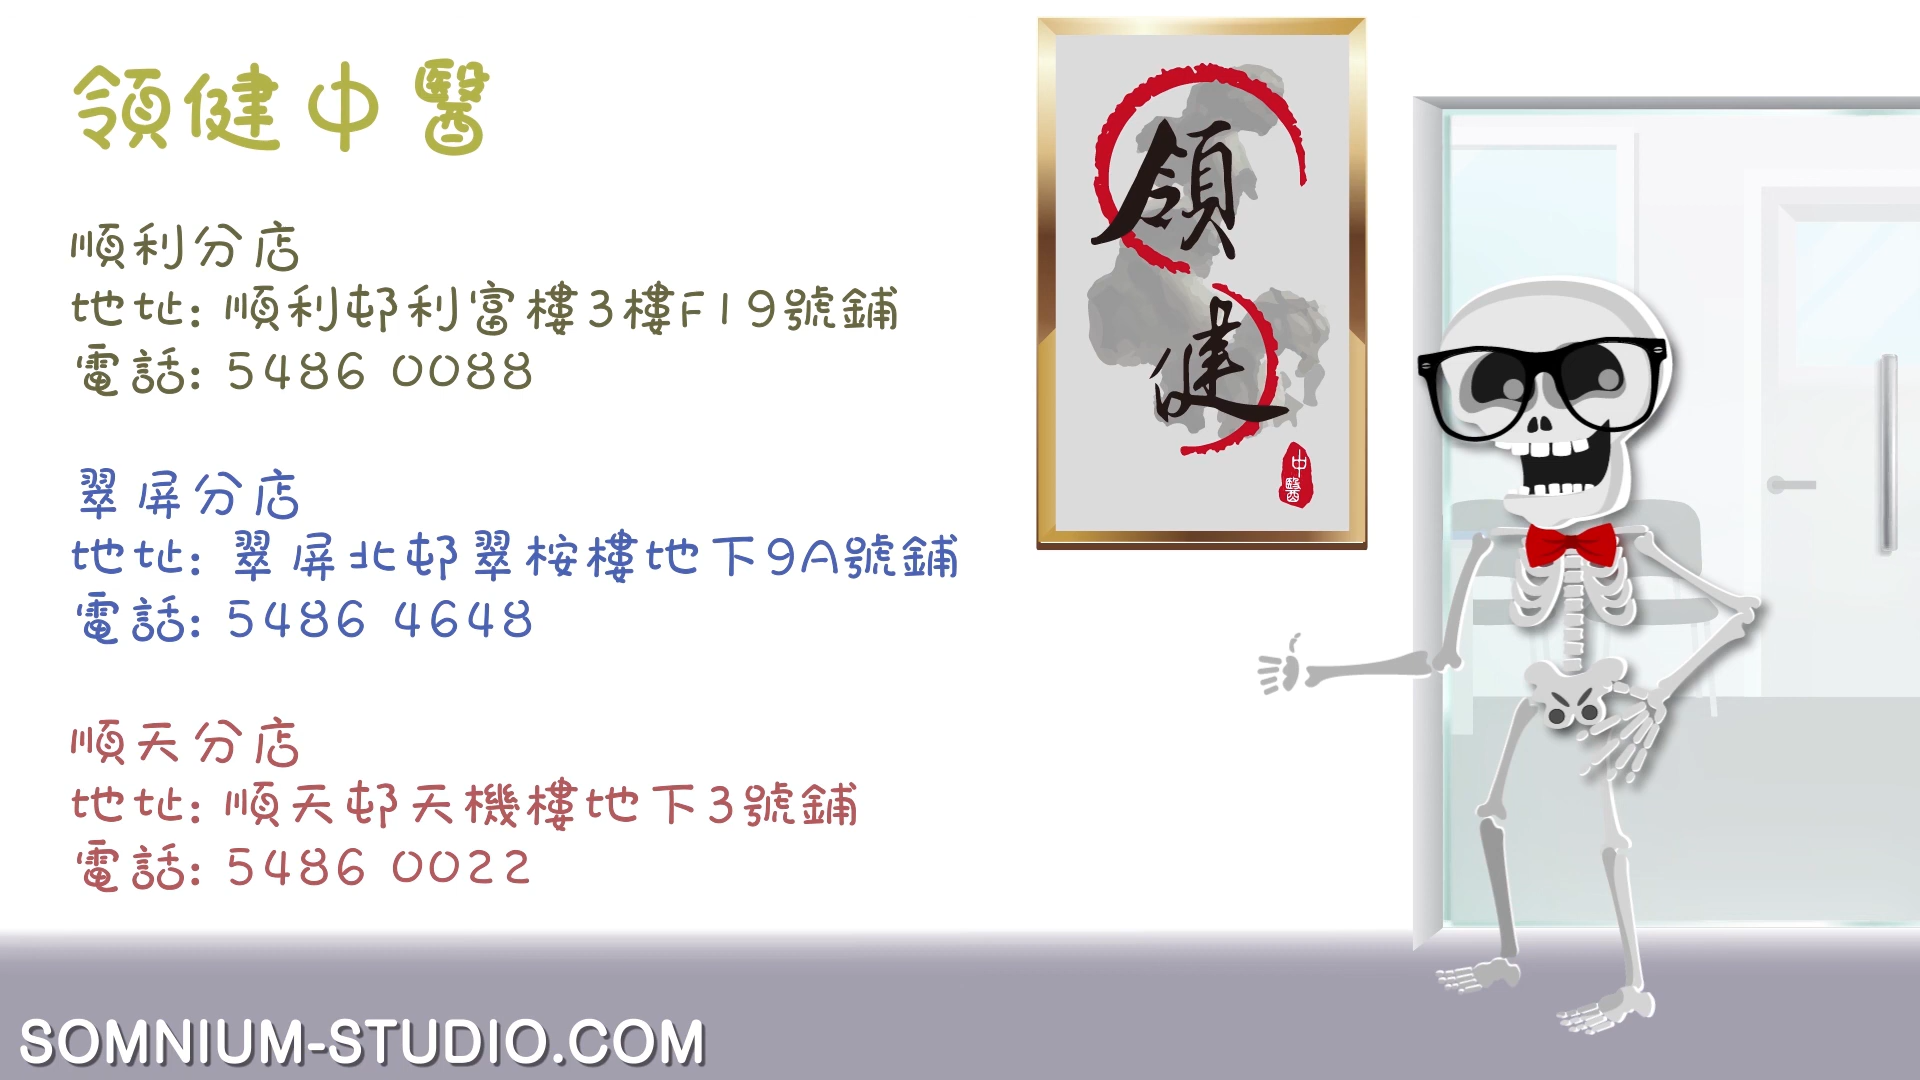 領健中醫
順利分店
地址: 順利邨利富樓3樓F19號鋪
電話: 5486 0088
翠屏分店
地址: 翠屏北邨翠桉樓地下9A號鋪
電話: 5486 4648
順天分店
地址: 順天邨天機樓地下3號鋪
電話: 5486 0022
領健
中醫
SOMNIUM-STUDIO.COM